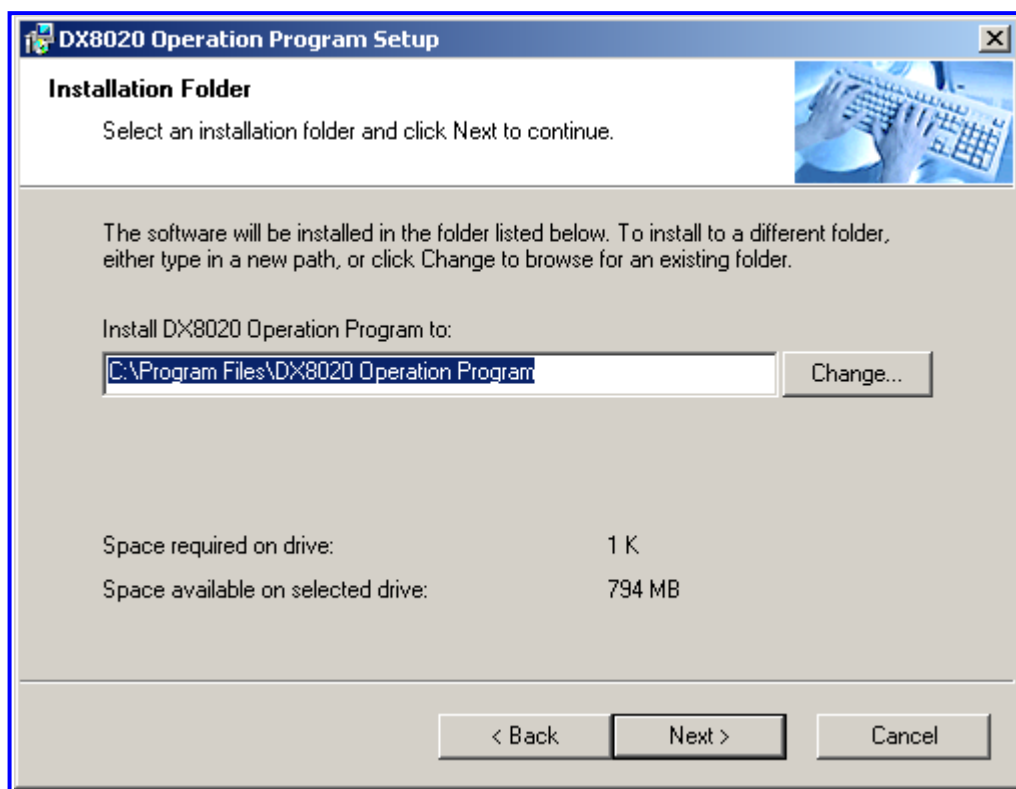 DX8020 Operation Program Setup
Installation Folder
Select an installation folder and click Next to continue.
The software will be installed in the folder listed below. To install to a different folder,
either type in a new path, or click Change to browse for an existing folder.
Install DX8020 Operation Program to:
C:\Program Files\DX8020 Operation Program
Change...
Space required on drive: 1 K
Space available on selected drive: 794 MB
< Back Next > Cancel